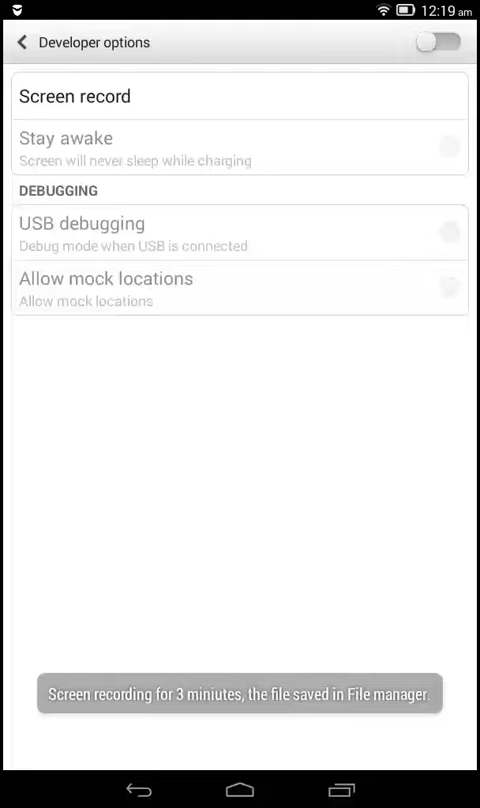 12:19 am
Developer options
Screen record
Stay awake
Screen will never sleep while charging
DEBUGGING
USB debugging
Debug mode when USB is connected
Allow mock locations
Allow mock locations
Screen recording for 3 miniutes, the file saved in File manager.